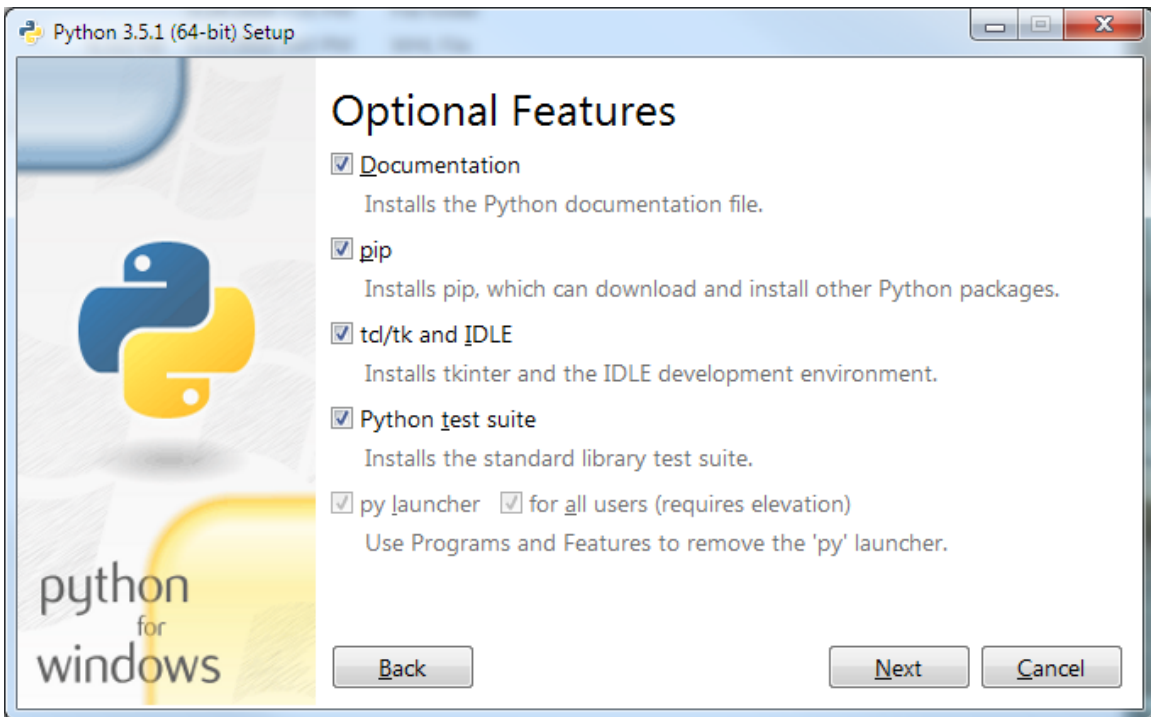 Python 3.5.1 (64-bit) Setup
Optional Features
Documentation
Installs the Python documentation file.
pip
Installs pip, which can download and install other Python packages.
tcl/tk and IDLE
Installs tkinter and the IDLE development environment.
Python test suite
Installs the standard library test suite.
py launcher for all users (requires elevation)
Use Programs and Features to remove the 'py' launcher.
python
for
windows
Back Next Cancel